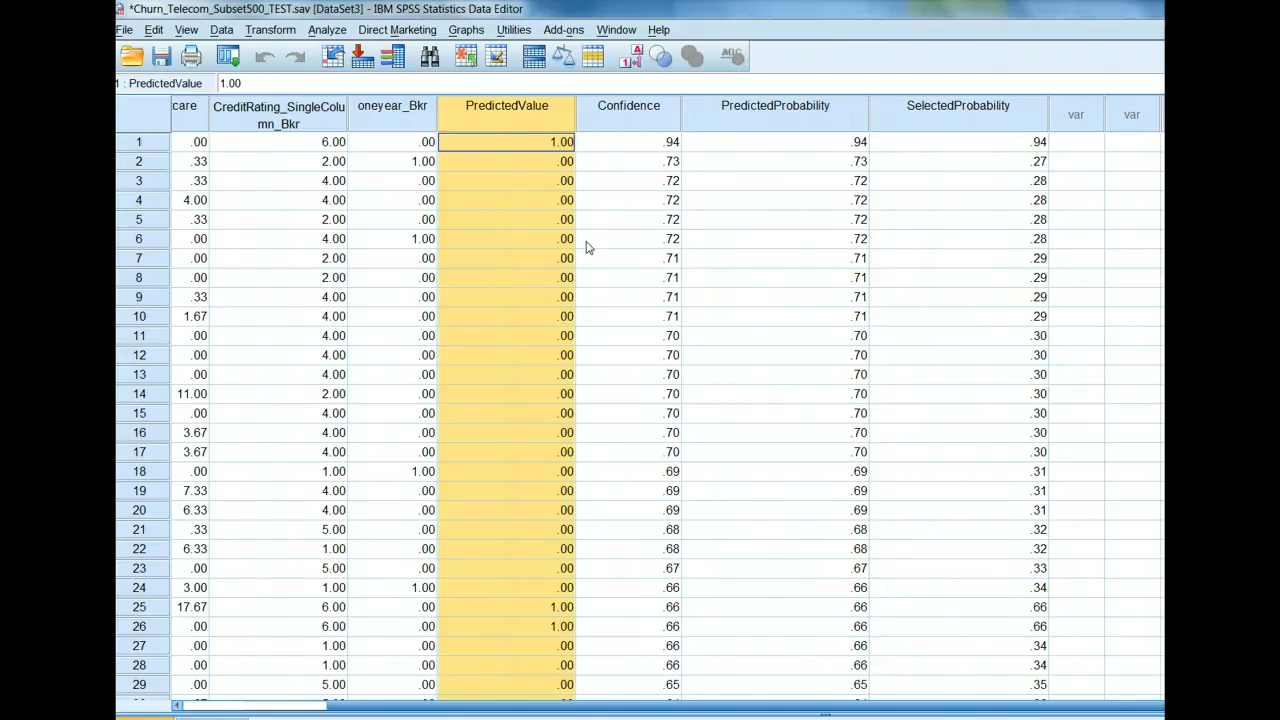 *Churn_Telecom_Subset500_TEST.sav [DataSet3] - IBM SPSS Statistics Data Editor
File Edit View Data Transform Analyze Direct Marketing Graphs Utilities Add-ons Window Help
1 : PredictedValue 1.00
care CreditRating_SingleColu oneyear_Bkr PredictedValue Confidence PredictedProbability SelectedProbability var var
mn_Bkr
1 .00 6.00 .00 1.00 .94 .94 .94
2 .33 2.00 1.00 .00 .73 .73 .27
3 .33 4.00 .00 .00 .72 .72 .28
4 4.00 4.00 .00 .00 .72 .72 .28
5 .33 2.00 .00 .00 .72 .72 .28
6 .00 4.00 1.00 .00 .72 .72 .28
7 .00 2.00 .00 .00 .71 .71 .29
8 .00 2.00 .00 .00 .71 .71 .29
9 .33 4.00 .00 .00 .71 .71 .29
10 1.67 4.00 .00 .00 .71 .71 .29
11 .00 4.00 .00 .00 .70 .70 .30
12 .00 4.00 .00 .00 .70 .70 .30
13 .00 4.00 .00 .00 .70 .70 .30
14 11.00 2.00 .00 .00 .70 .70 .30
15 .00 4.00 .00 .00 .70 .70 .30
16 3.67 4.00 .00 .00 .70 .70 .30
17 3.67 4.00 .00 .00 .70 .70 .30
18 .00 1.00 1.00 .00 .69 .69 .31
19 7.33 4.00 .00 .00 .69 .69 .31
20 6.33 4.00 .00 .00 .69 .69 .31
21 .33 5.00 .00 .00 .68 .68 .32
22 6.33 1.00 .00 .00 .68 .68 .32
23 .00 5.00 .00 .00 .67 .67 .33
24 3.00 1.00 1.00 .00 .66 .66 .34
25 17.67 6.00 .00 1.00 .66 .66 .66
26 .00 6.00 .00 1.00 .66 .66 .66
27 .00 1.00 .00 .00 .66 .66 .34
28 .00 1.00 .00 .00 .66 .66 .34
29 .00 5.00 .00 .00 .65 .65 .35